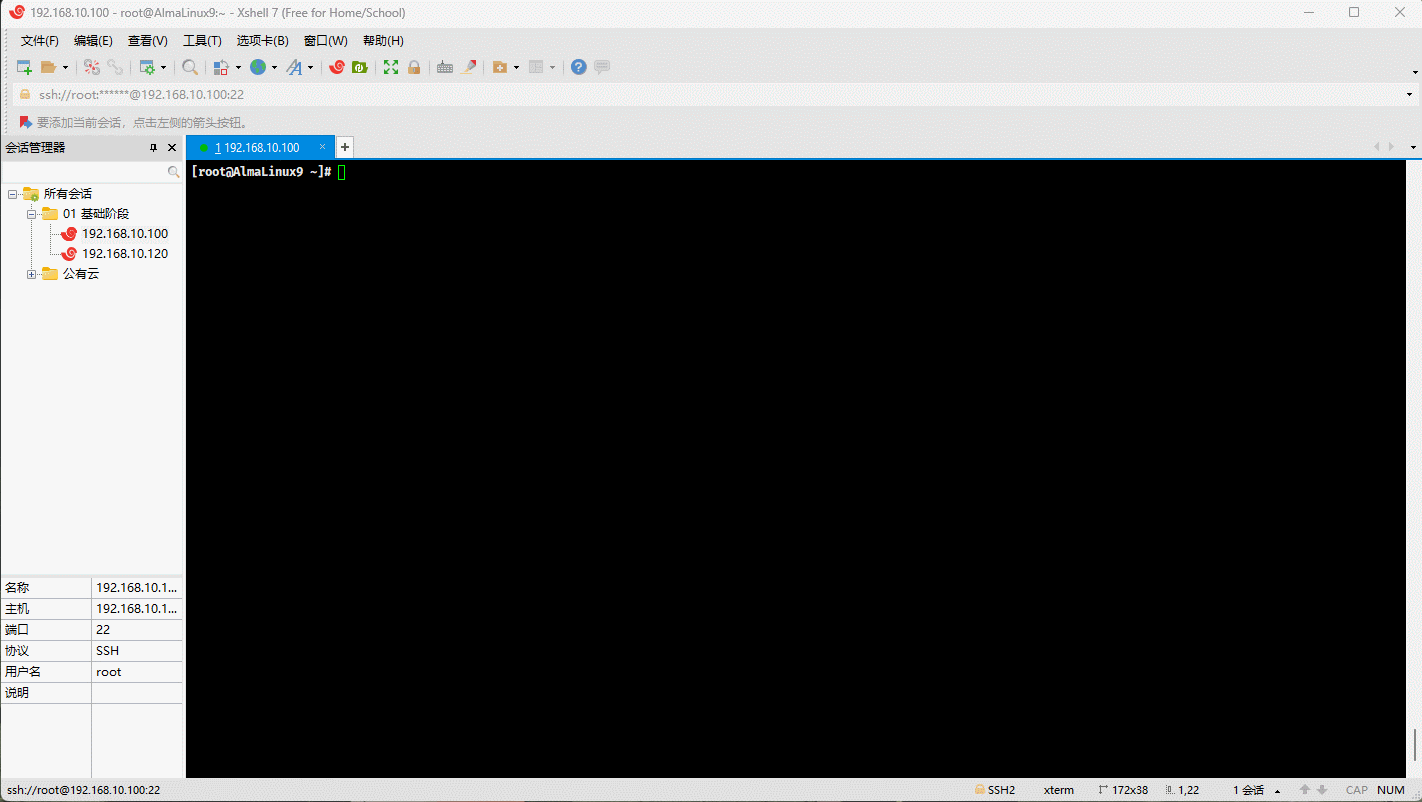 192.168.10.100 - root@AlmaLinux9:~ - Xshell 7 (Free for Home/School)
文件(F) 编辑(E) 查看(V) 工具(T) 选项卡(B) 窗口(W) 帮助(H)
ssh://root:******@192.168.10.100:22
要添加当前会话，点击左侧的箭头按钮。
会话管理器
1 192.168.10.100
[root@AlmaLinux9 ~]#
所有会话
01 基础阶段
192.168.10.100
192.168.10.120
公有云
名称 192.168.10.1...
主机 192.168.10.1...
端口 22
协议 SSH
用户名 root
说明
ssh://root@192.168.10.100:22 SSH2 xterm 172x38 1,22 1 会话 CAP NUM